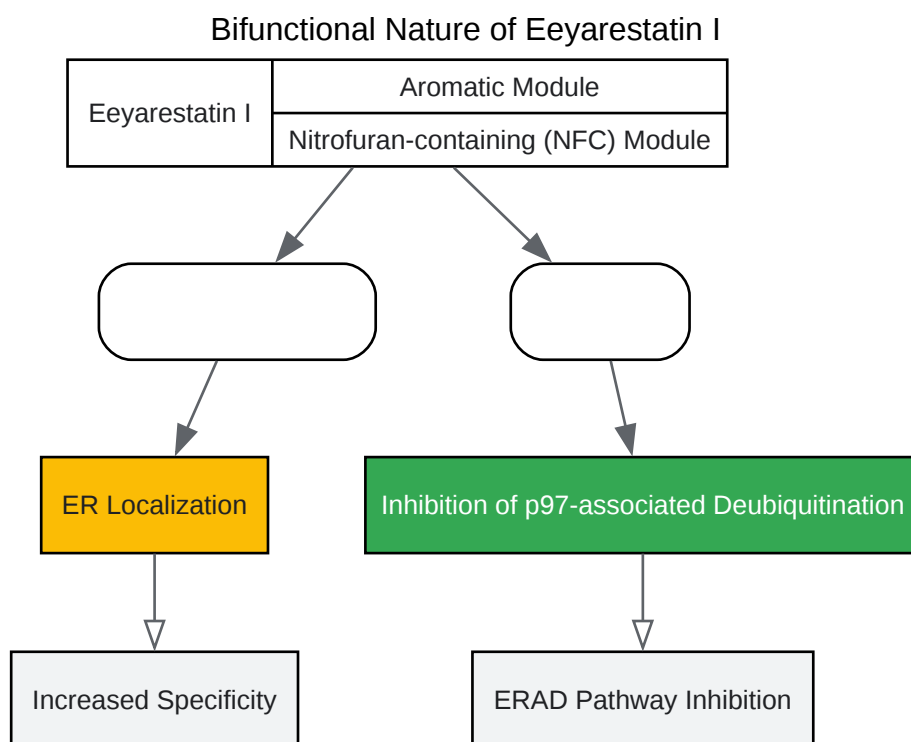 Bifunctional Nature of Eeyarestatin I
Eeyarestatin I
Aromatic Module
Nitrofuran-containing (NFC) Module
ER Localization
Inhibition of p97-associated Deubiquitination
Increased Specificity
ERAD Pathway Inhibition